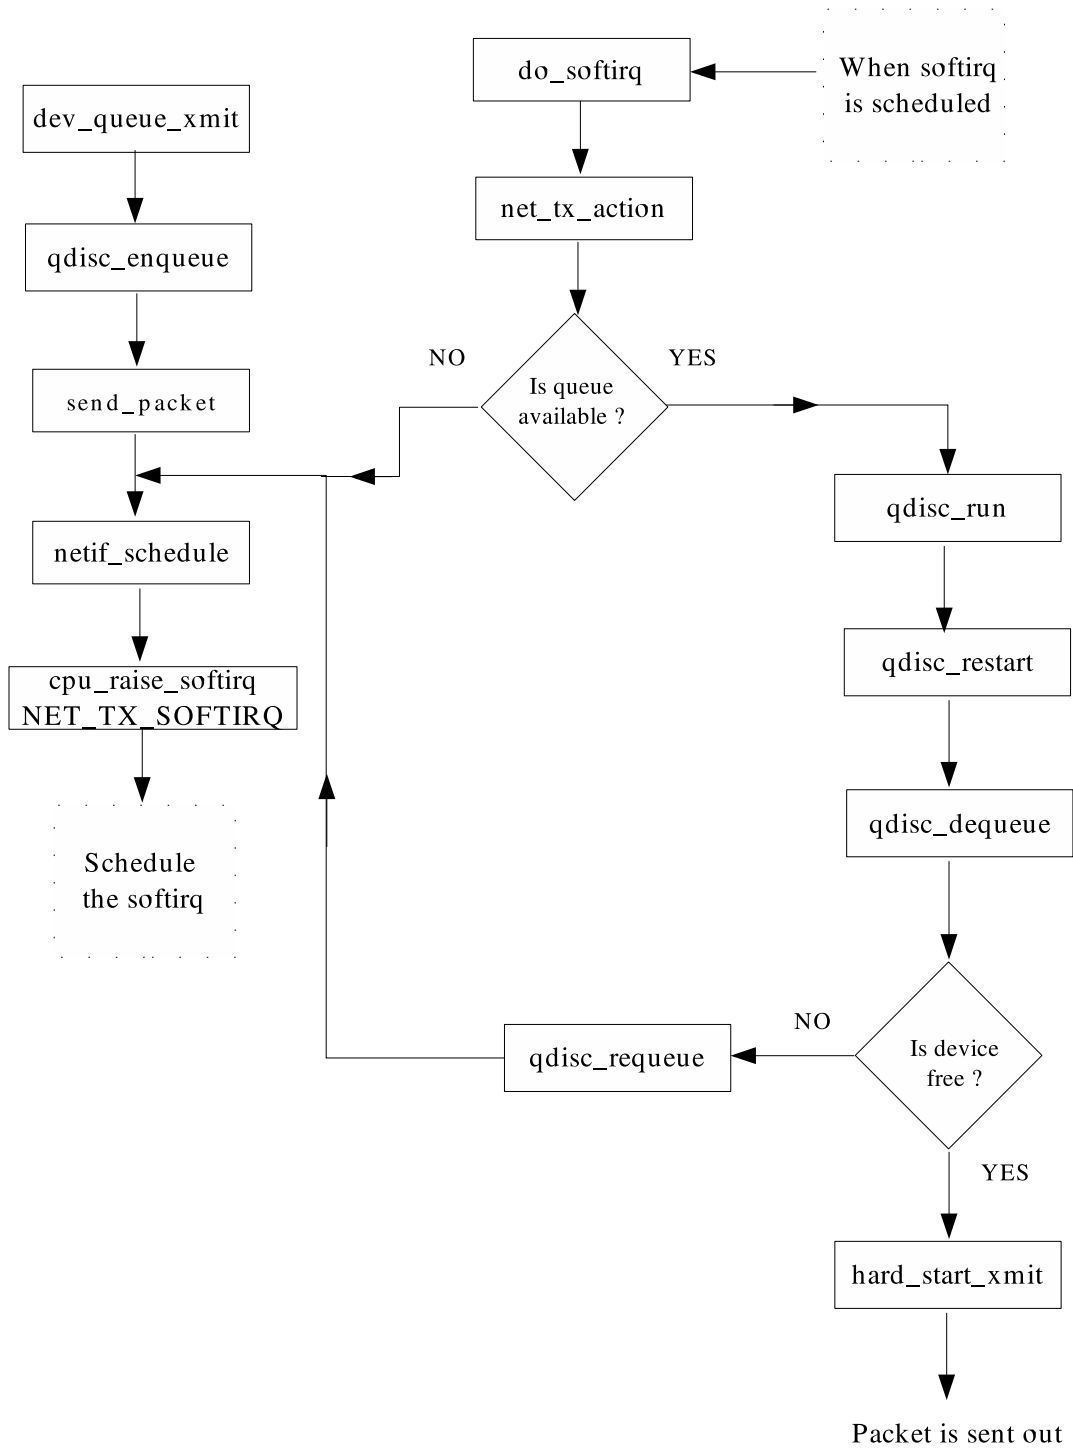 do_softirq
When softirq
is scheduled
dev_queue_xmit
net_tx_action
qdisc_enqueue
NO
YES
Is queue
available ?
send_packet
qdisc_run
netif_schedule
qdisc_restart
cpu_raise_softirq
NET_TX_SOFTIRQ
qdisc_dequeue
Schedule
the softirq
NO
Is device
free ?
qdisc_requeue
YES
hard_start_xmit
Packet is sent out